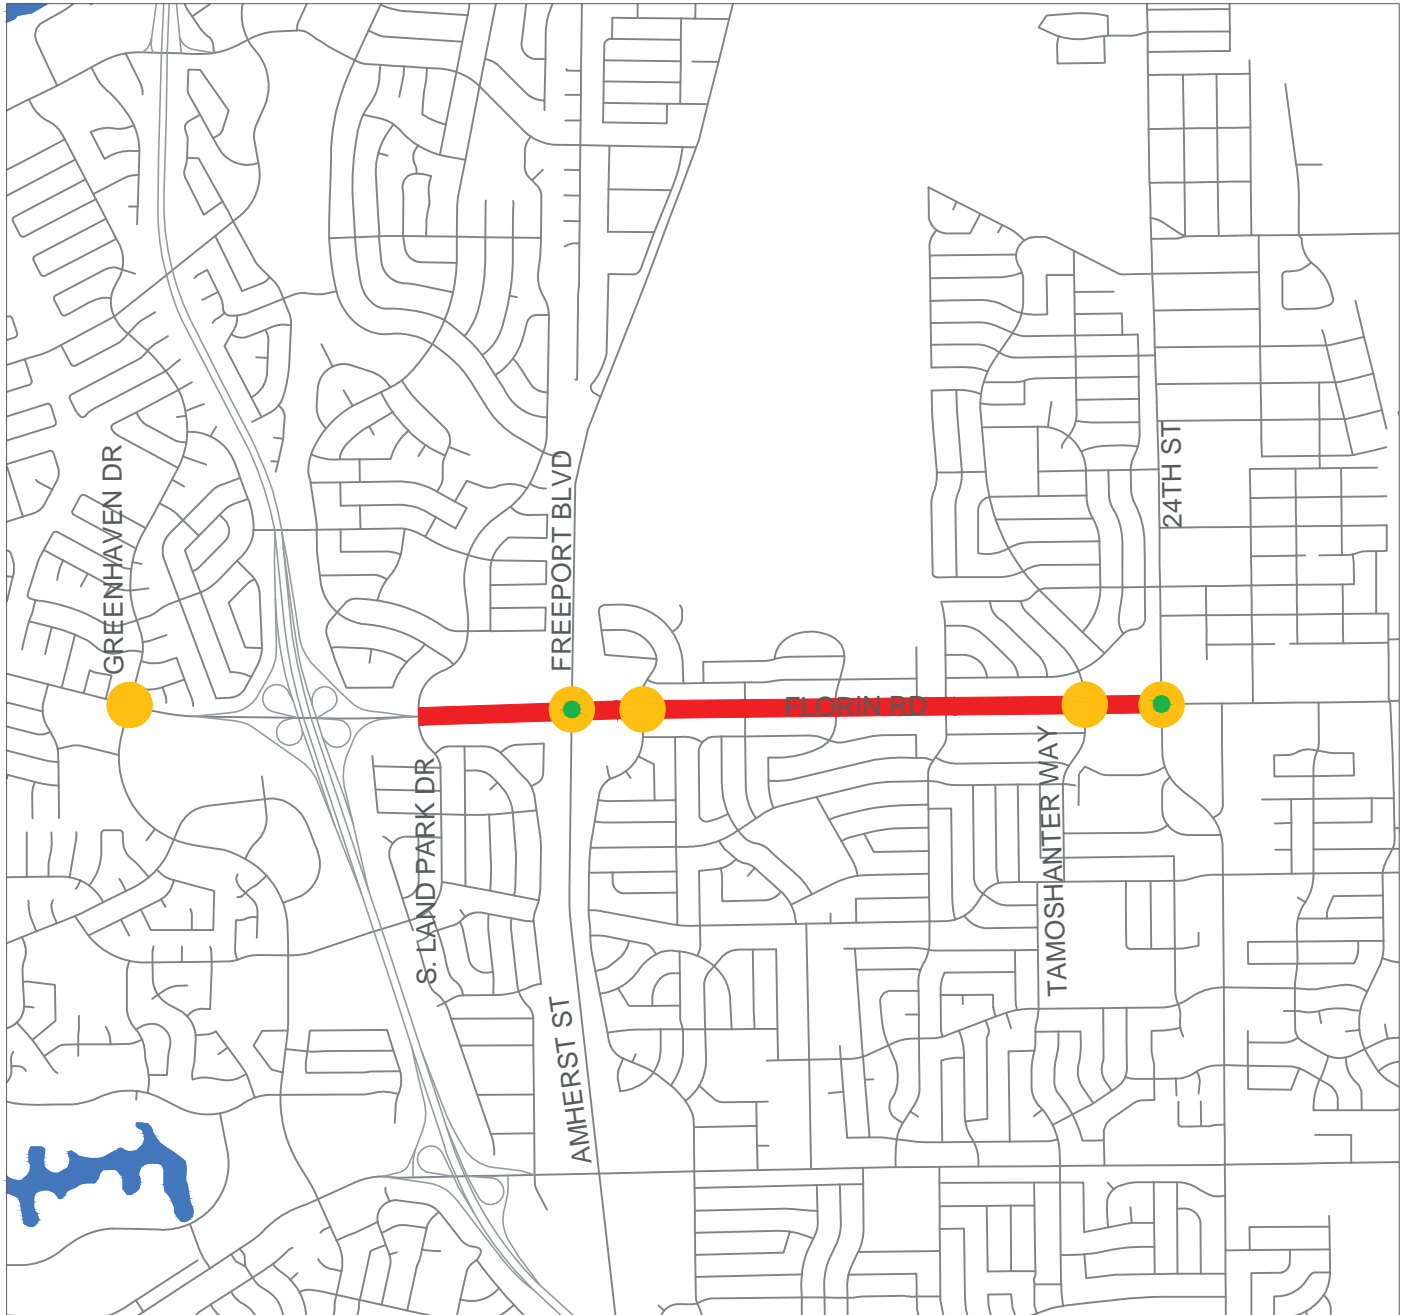 24TH ST
GREENHAVEN DR
FREEPORT BLVD
FLORIN RD
TAMOSHANTER WAY
S. LAND PARK DR
AMHERST ST